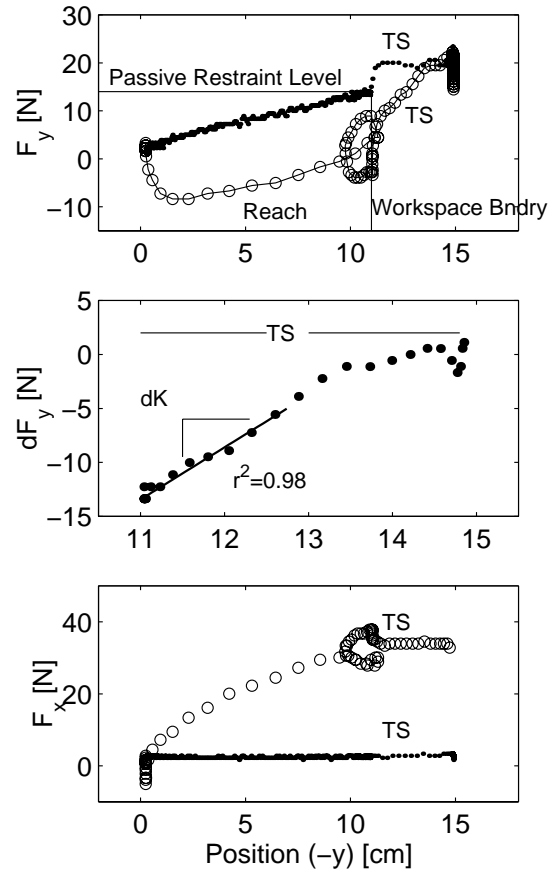 30
20
10
0
−10
F_y [N]
TS
Passive Restraint Level
TS
Reach
Workspace Bndry
0
5
10
15
5
0
−5
−10
−15
dF_y [N]
TS
dK
r^2=0.98
11
12
13
14
15
40
20
0
F_x [N]
TS
TS
0
5
10
15
Position (−y) [cm]